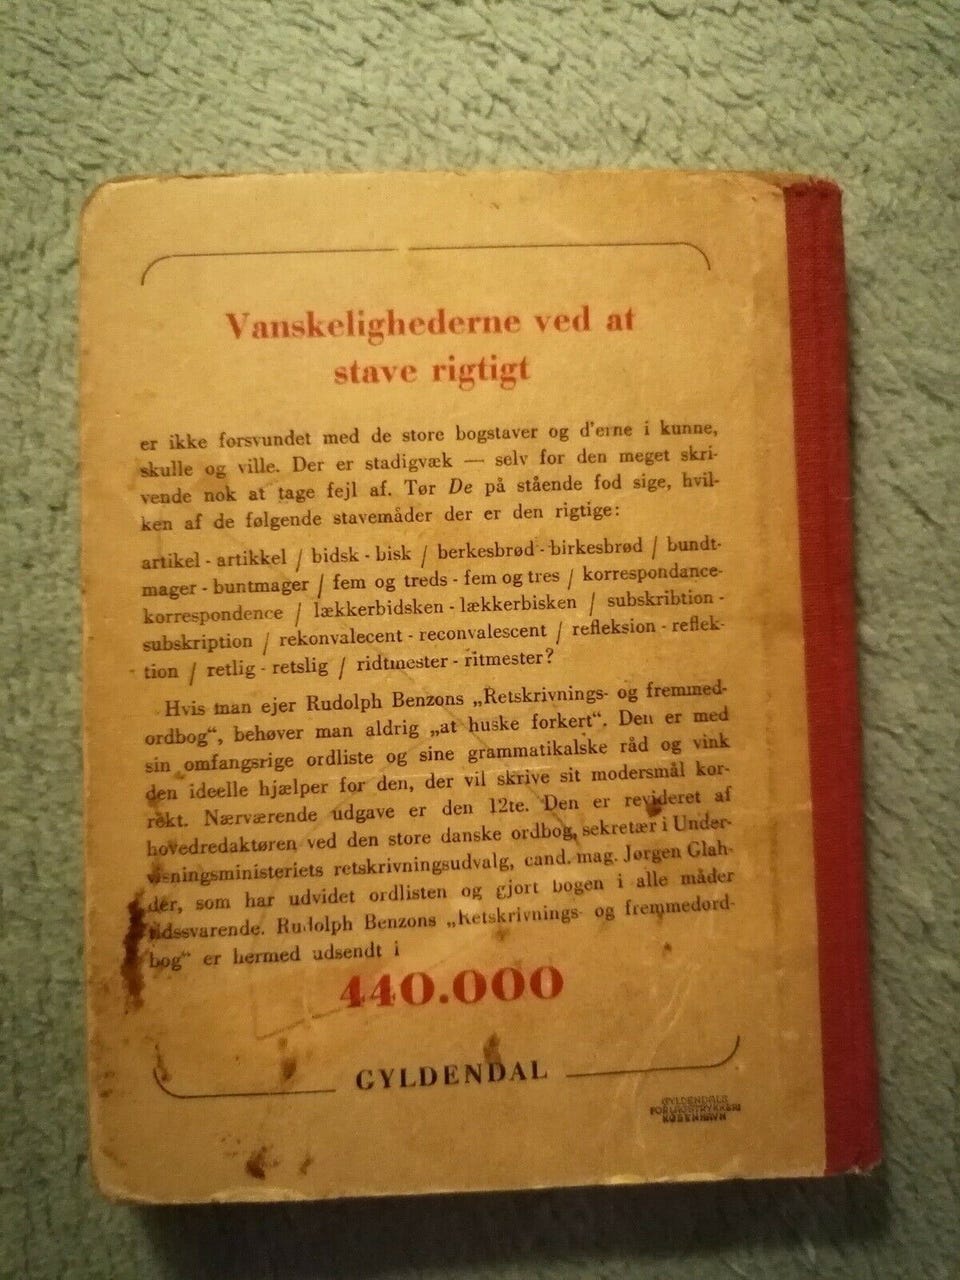 Vanskelighederne ved at
stave rigtigt
er ikke forsvundet med de store bogstaver og d'erne i kunne,
skulle og ville. Der er stadigvæk — selv for den meget skri-
vende nok at tage fejl af. Tør De på stående fod sige, hvil-
ken af de følgende stavemåder der er den rigtige:
artikel - artikkel / bidsk - bisk / berkesbrød - birkesbrød / bundt-
mager - buntmager / fem og treds - fem og tres / korrespondance-
korrespondence / lækkerbidsken - lækkerbisken / subskribtion -
subskription / rekonvalecent - reconvalescent / refleksion - reflek-
tion / retlig - retslig / ridtmester - ritmester?
Hvis man ejer Rudolph Benzons „Retskrivnings- og fremmed-
ordbog“, behøver man aldrig „at huske forkert“. Den er med
sin omfangsrige ordliste og sine grammatikalske råd og vink
den ideelle hjælper for den, der vil skrive sit modersmål kor-
rekt. Nærværende udgave er den 12te. Den er revideret af
hovedredaktøren ved den store danske ordbog, sekretær i Under-
visningsministeriets retskrivningsudvalg, cand. mag. Jørgen Glah-
der, som har udvidet ordlisten og gjort bogen i alle måder
tidssvarende. Rudolph Benzons „Retskrivnings- og fremmedord-
bog“ er hermed udsendt i
440.000
GYLDENDAL
GYLDENDALS
FORLAGSTRYKKERI
KØBENHAVN